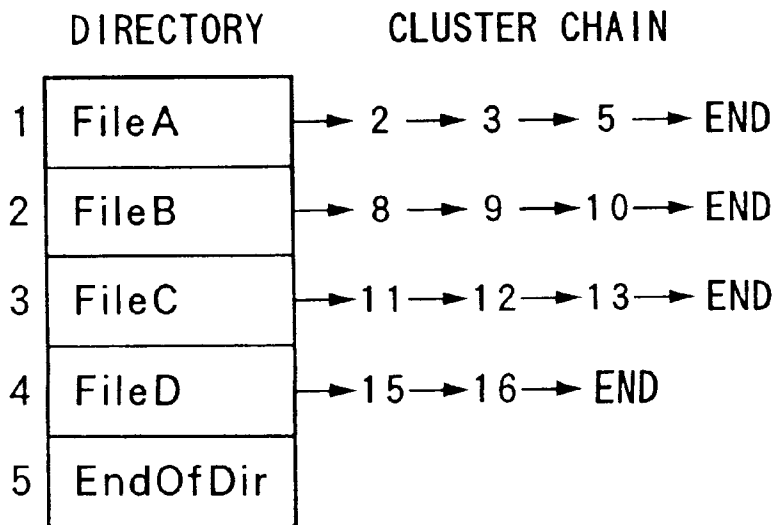 DIRECTORY CLUSTER CHAIN
1 FileA 2 3 5 END
2 FileB 8 9 10 END
3 FileC 11 12 13 END
4 FileD 15 16 END
5 EndOfDir